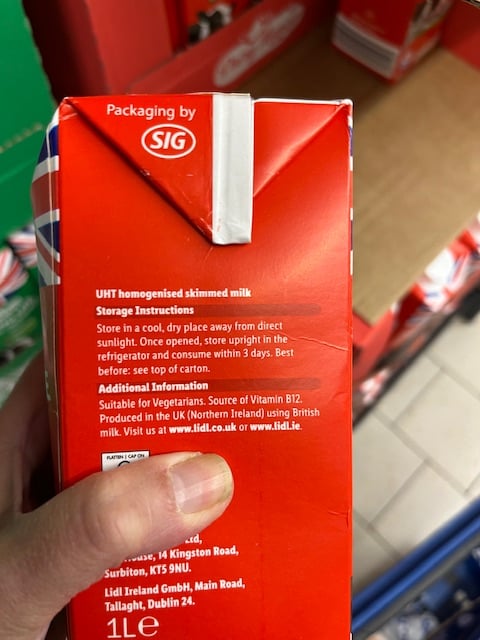 Packaging by
SIG
UHT homogenised skimmed milk
Storage Instructions
Store in a cool, dry place away from direct
sunlight. Once opened, store upright in the
refrigerator and consume within 3 days. Best
before: see top of carton.
Additional Information
Suitable for Vegetarians. Source of Vitamin B12.
Produced in the UK (Northern Ireland) using British
milk. Visit us at www.lidl.co.uk or www.lidl.ie.
FLATTEN | CAP ON
Ltd,
House, 14 Kingston Road,
Surbiton, KT5 9NU.
Lidl Ireland GmbH, Main Road,
Tallaght, Dublin 24.
1Le